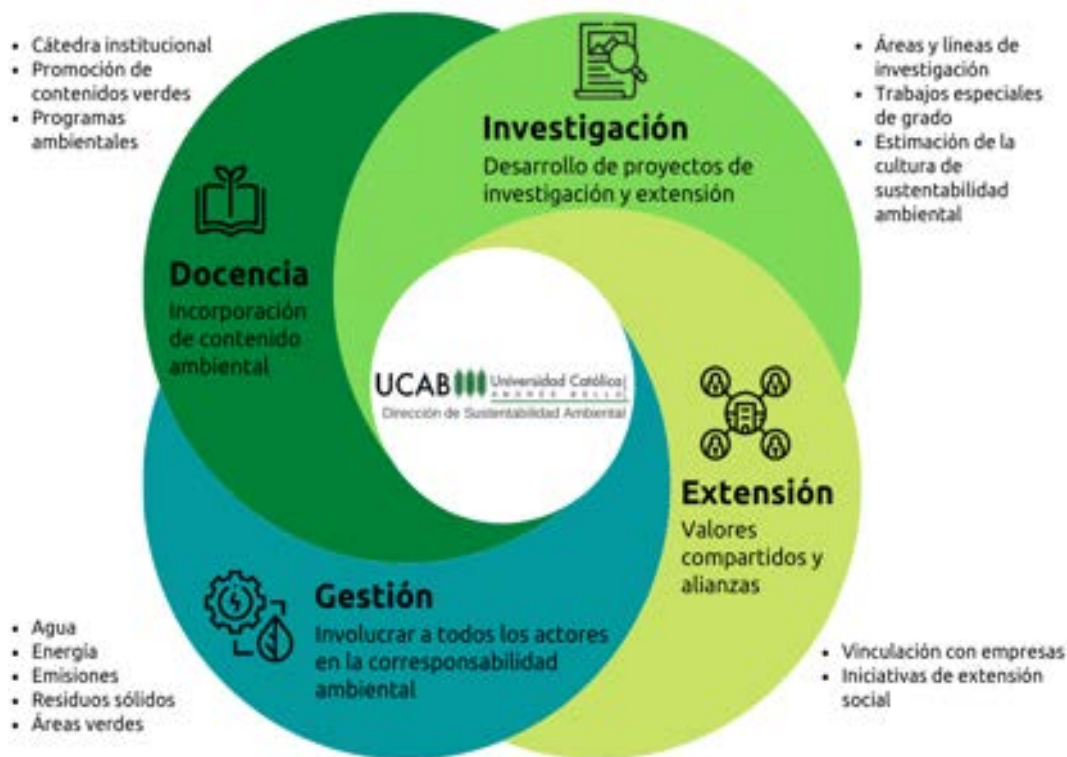 • Cátedra institucional
• Promoción de
contenidos verdes
• Programas
ambientales
Investigación
Desarrollo de proyectos de
investigación y extensión
• Áreas y líneas de
investigación
• Trabajos especiales
de grado
• Estimación de la
cultura de
sustentabilidad
ambiental
Docencia
Incorporación
de contenido
ambiental
UCAB Universidad Católica
ANDRÉS BELLO
Dirección de Sustentabilidad Ambiental
Extensión
Valores
compartidos y
alianzas
Gestión
Involucrar a todos los actores
en la corresponsabilidad
ambiental
• Agua
• Energía
• Emisiones
• Residuos sólidos
• Áreas verdes
• Vinculación con empresas
• Iniciativas de extensión
social